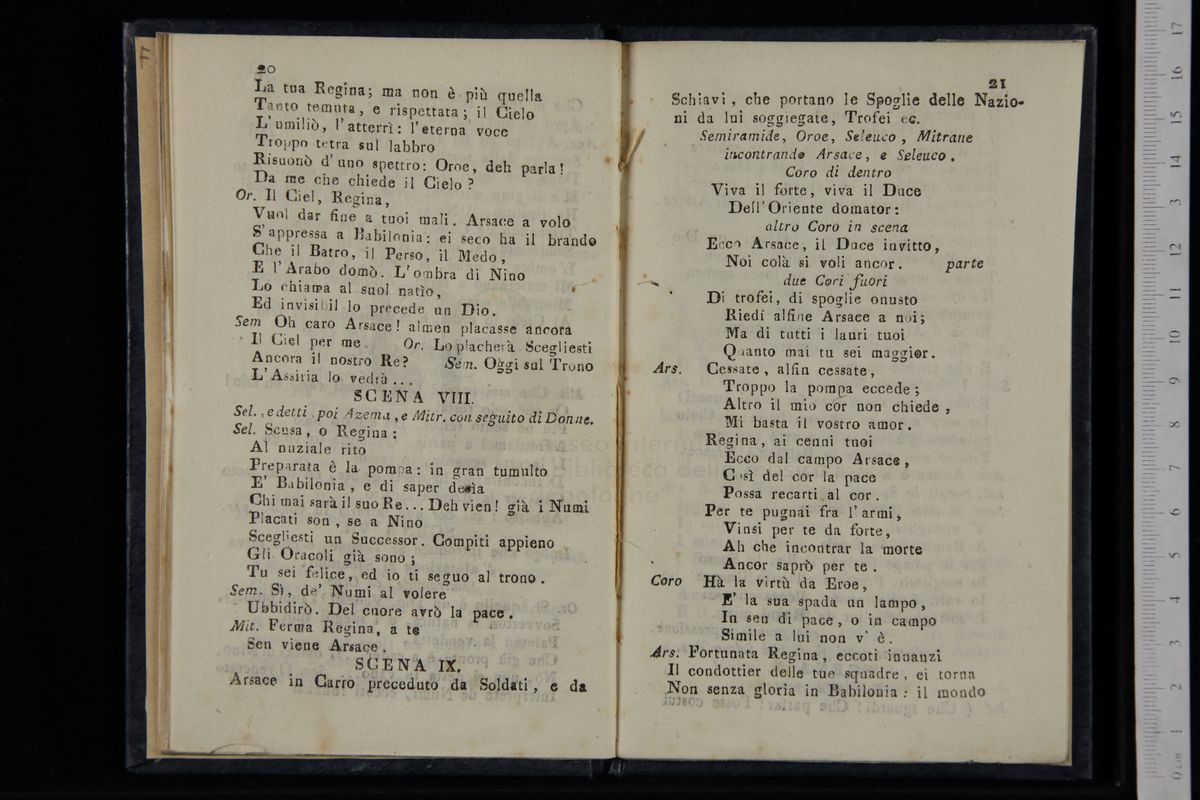 20
La tua Regina; ma non è più quella
Tanto temuta, e rispettata; il Cielo
L'umiliò, l'atterrì: l'eterna voce
Troppo tetra sul labbro
Risuonò d'uno spettro: Oroe, deh parla!
Da me che chiede il Cielo?
Or. Il Ciel, Regina,
Vuol dar fine a tuoi mali. Arsace a volo
S'appressa a Babilonia: ei seco ha il brando
Che il Batro, il Perso, il Medo,
E l'Arabo domò. L'ombra di Nino
Lo chiama al suol natìo,
Ed invisibil lo precede un Dio.
Sem Oh caro Arsace! almen placasse ancora
Il Ciel per me. Or. Lo placherà. Scegliesti
Ancora il nostro Re? Sem. Oggi sul Trono
L'Assiria lo vedrà...
SCENA VIII.
Sel., e detti poi Azema, e Mitr. con seguito di Donne.
Sel. Scusa, o Regina:
Al nuziale rito
Preparata è la pompa: in gran tumulto
E' Babilonia, e di saper desìa
Chi mai sarà il suo Re... Deh vien! già i Numi
Placati son, se a Nino
Scegliesti un Successor. Compiti appieno
Gli Oracoli già sono;
Tu sei felice, ed io ti seguo al trono.
Sem. Sì, de' Numi al volere
Ubbidirò. Del cuore avrò la pace.
Mit. Ferma Regina, a te
Sen viene Arsace.
SCENA IX.
Arsace in Carro preceduto da Soldati, e da
21
Schiavi, che portano le Spoglie delle Nazio-
ni da lui soggiegate, Trofei ec.
Semiramide, Oroe, Seleuco, Mitrane
incontrando Arsace, e Seleuco.
Coro di dentro
Viva il forte, viva il Duce
Dell'Oriente domator:
altro Coro in scena
Ecco Arsace, il Duce invitto,
Noi colà si voli ancor. parte
due Cori fuori
Di trofei, di spoglie onusto
Riedi alfine Arsace a noi;
Ma di tutti i lauri tuoi
Quanto mai tu sei maggior.
Ars. Cessate, alfin cessate,
Troppo la pompa eccede;
Altro il mio cor non chiede,
Mi basta il vostro amor.
Regina, ai cenni tuoi
Ecco dal campo Arsace,
Così del cor la pace
Possa recarti al cor.
Per te pugnai fra l'armi,
Vinsi per te da forte,
Ah che incontrar la morte
Ancor saprò per te.
Coro Hà la virtù da Eroe,
E' la sua spada un lampo,
In sen di pace, o in campo
Simile a lui non v'è.
Ars. Fortunata Regina, eccoti innanzi
Il condottier delle tue squadre, ei torna
Non senza gloria in Babilonia: il mondo